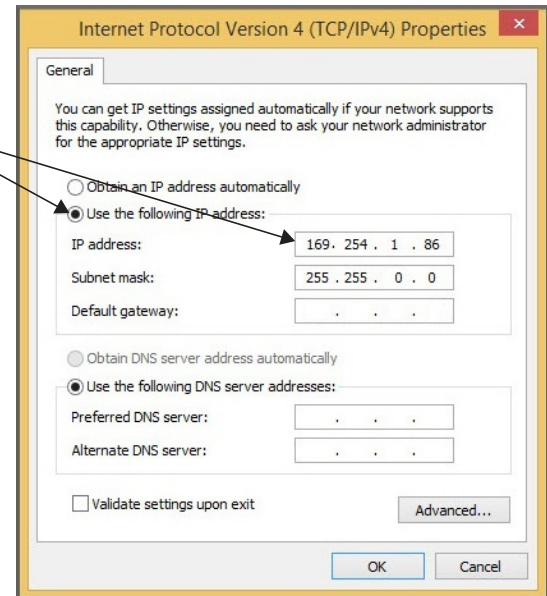 Internet Protocol Version 4 (TCP/IPv4) Properties
General
You can get IP settings assigned automatically if your network supports
this capability. Otherwise, you need to ask your network administrator
for the appropriate IP settings.
Obtain an IP address automatically
Use the following IP address:
IP address: 169. 254 . 1 . 86
Subnet mask: 255 . 255 . 0 . 0
Default gateway: . . .
Obtain DNS server address automatically
Use the following DNS server addresses:
Preferred DNS server: . . .
Alternate DNS server: . . .
Validate settings upon exit
Advanced...
OK Cancel